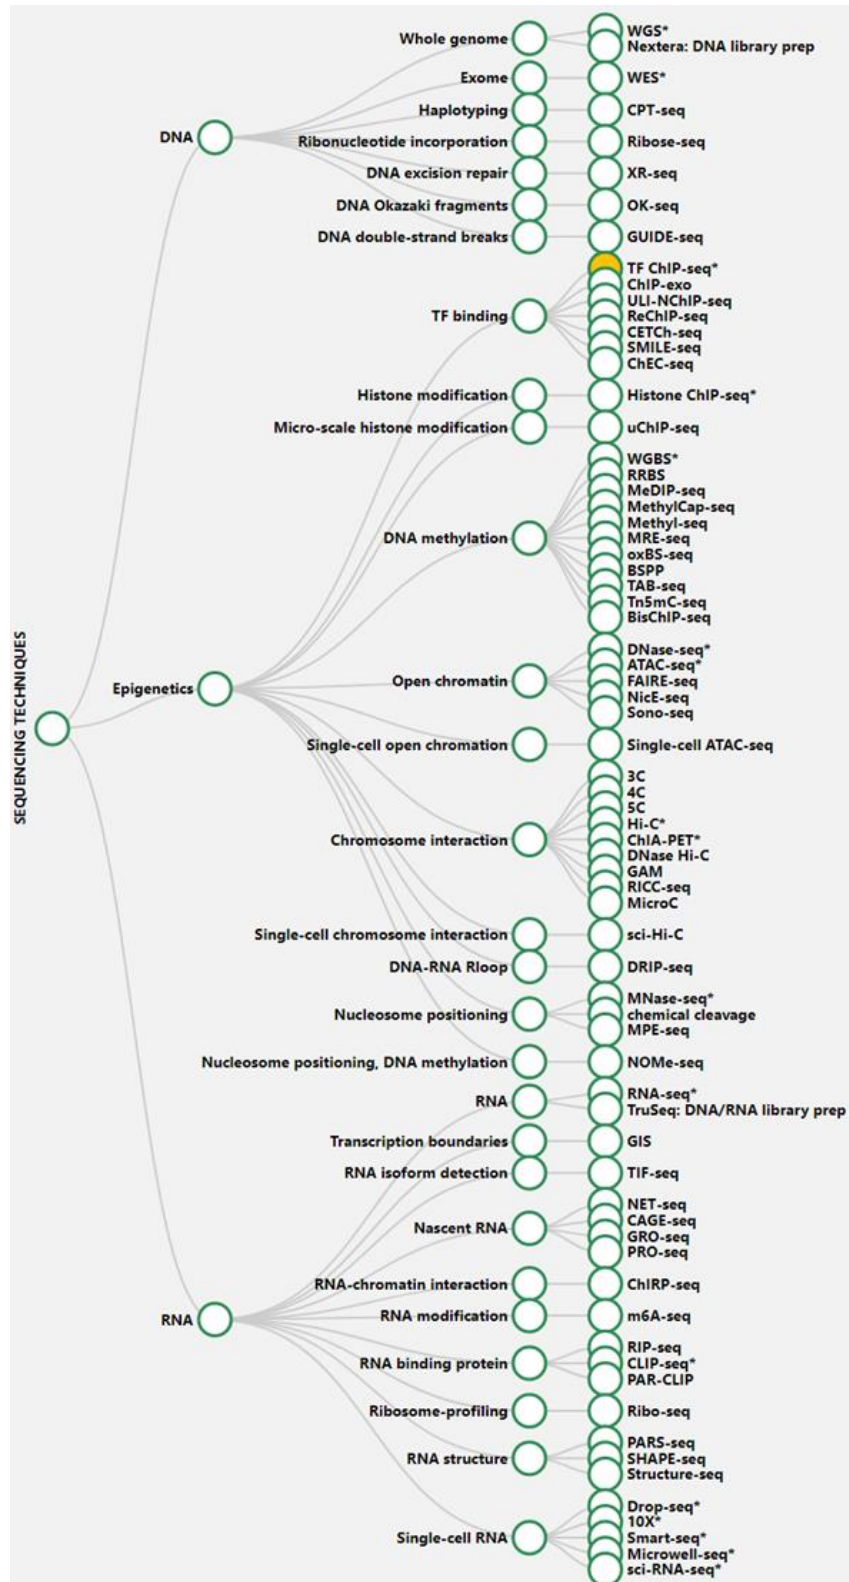 SEQUENCING TECHNIQUES
DNA
Whole genome
WGS*
Nextera: DNA library prep
Exome
WES*
Haplotyping
CPT-seq
Ribonucleotide incorporation
Ribose-seq
DNA excision repair
XR-seq
DNA Okazaki fragments
OK-seq
DNA double-strand breaks
GUIDE-seq
Epigenetics
TF binding
TF ChIP-seq*
ChIP-exo
ULI-NChIP-seq
ReChIP-seq
CETCh-seq
SMILE-seq
ChEC-seq
Histone modification
Histone ChIP-seq*
Micro-scale histone modification
uChIP-seq
DNA methylation
WGBS*
RRBS
MeDIP-seq
MethylCap-seq
Methyl-seq
MRE-seq
oxBS-seq
BSPP
TAB-seq
Tn5mC-seq
BisChIP-seq
Open chromatin
DNase-seq*
ATAC-seq*
FAIRE-seq
NicE-seq
Sono-seq
Single-cell open chromation
Single-cell ATAC-seq
Chromosome interaction
3C
4C
5C
Hi-C*
ChIA-PET*
DNase Hi-C
GAM
RICC-seq
MicroC
Single-cell chromosome interaction
sci-Hi-C
DNA-RNA Rloop
DRIP-seq
Nucleosome positioning
MNase-seq*
chemical cleavage
MPE-seq
Nucleosome positioning, DNA methylation
NOMe-seq
RNA
RNA
RNA-seq*
TruSeq: DNA/RNA library prep
Transcription boundaries
GIS
RNA isoform detection
TIF-seq
Nascent RNA
NET-seq
CAGE-seq
GRO-seq
PRO-seq
RNA-chromatin interaction
ChIRP-seq
RNA modification
m6A-seq
RNA binding protein
RIP-seq
CLIP-seq*
PAR-CLIP
Ribosome-profiling
Ribo-seq
RNA structure
PARS-seq
SHAPE-seq
Structure-seq
Single-cell RNA
Drop-seq*
10X*
Smart-seq*
Microwell-seq*
sci-RNA-seq*